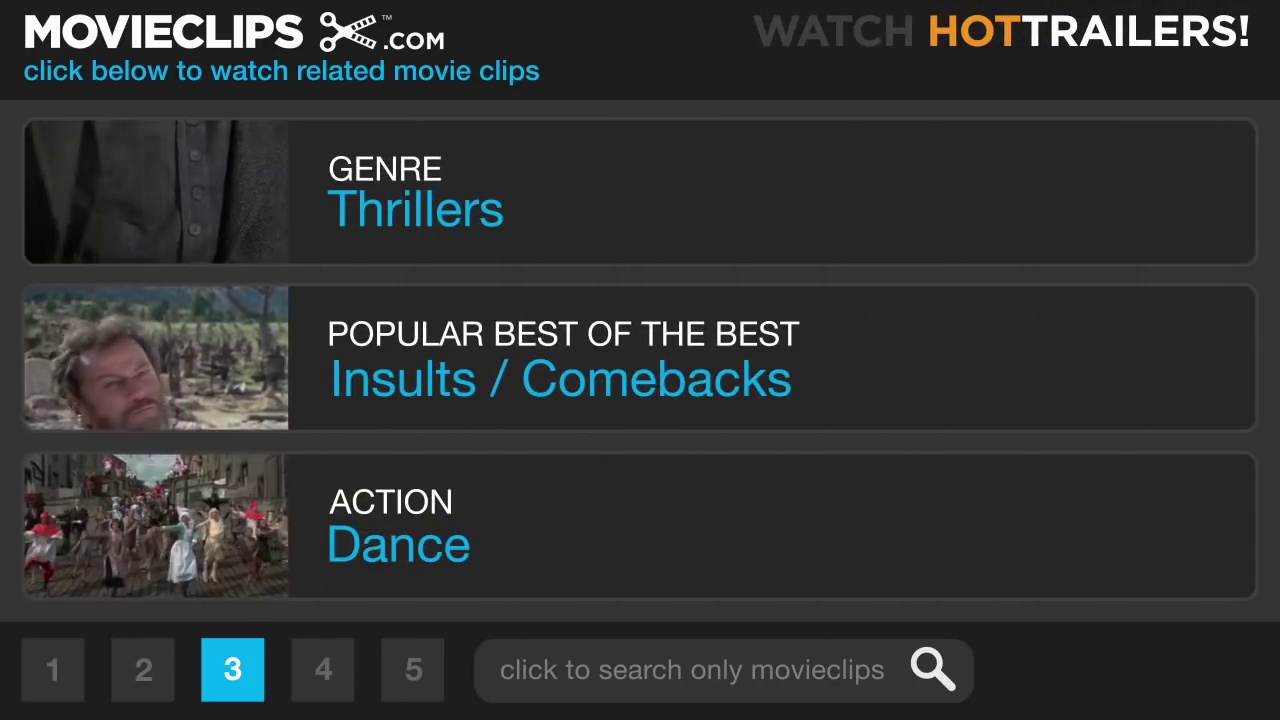 MOVIECLIPS™.COM
WATCH HOTTRAILERS!
click below to watch related movie clips
GENRE
Thrillers
POPULAR BEST OF THE BEST
Insults / Comebacks
ACTION
Dance
1 2 3 4 5 click to search only movieclips